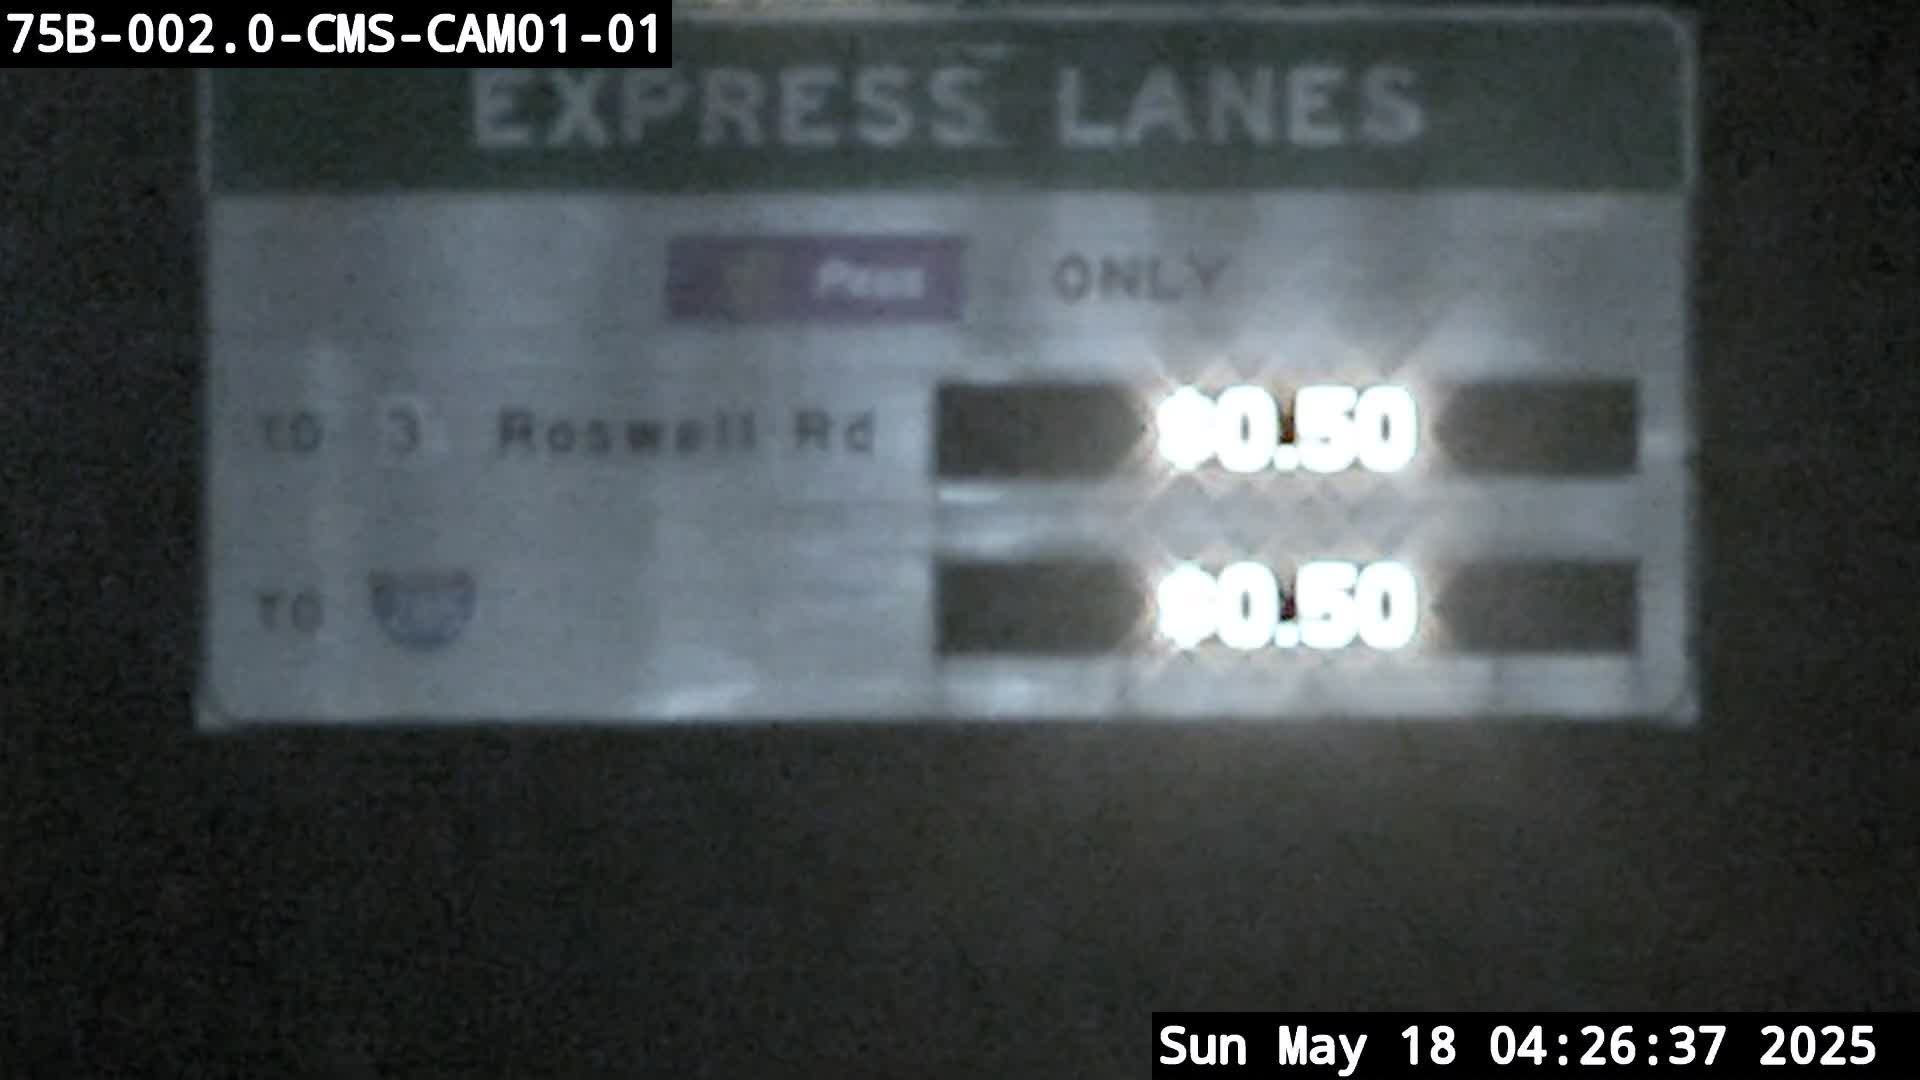 75B-002.0-CMS-CAM01-01
EXPRESS LANES
Pass ONLY
TO 3 Roswell Rd $0.50
TO $0.50
Sun May 18 04:26:37 2025